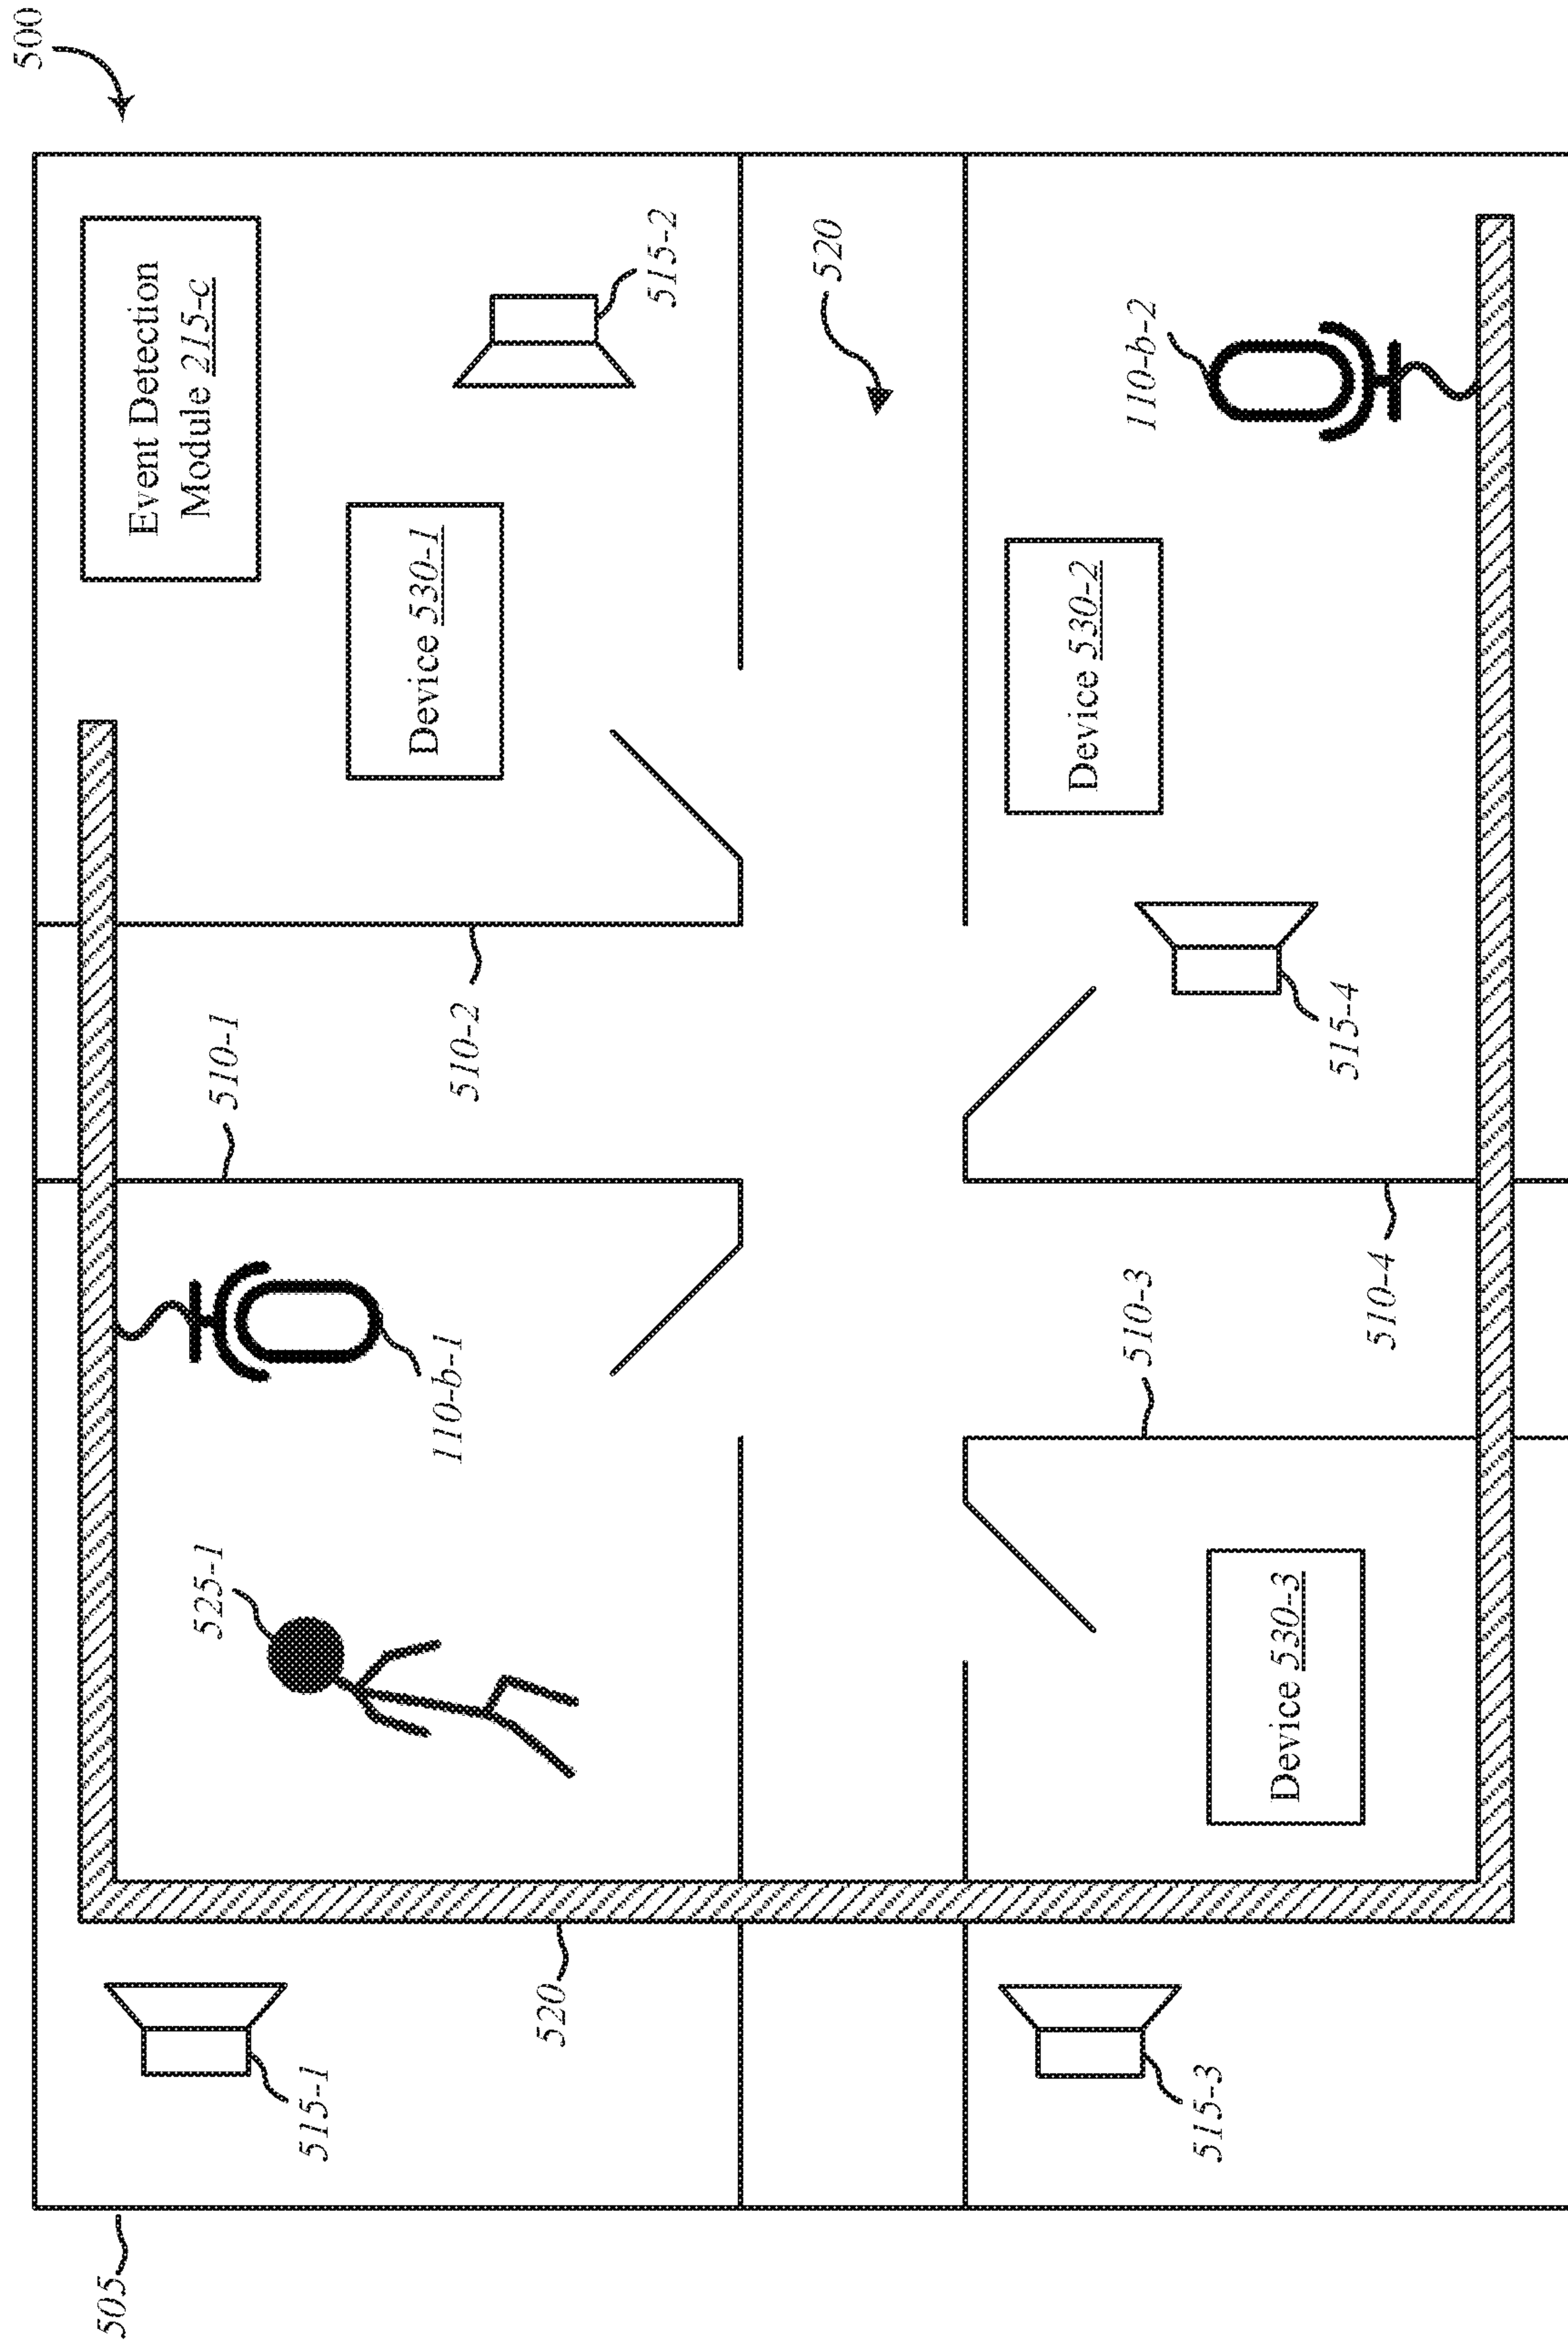 500
505
Event Detection
Module 215-c
525-1
510-1
515-1
Device 530-1
110-b-1
510-2
520
515-2
520
Device 530-2
510-3
110-b-2
515-3
Device 530-3
515-4
510-4